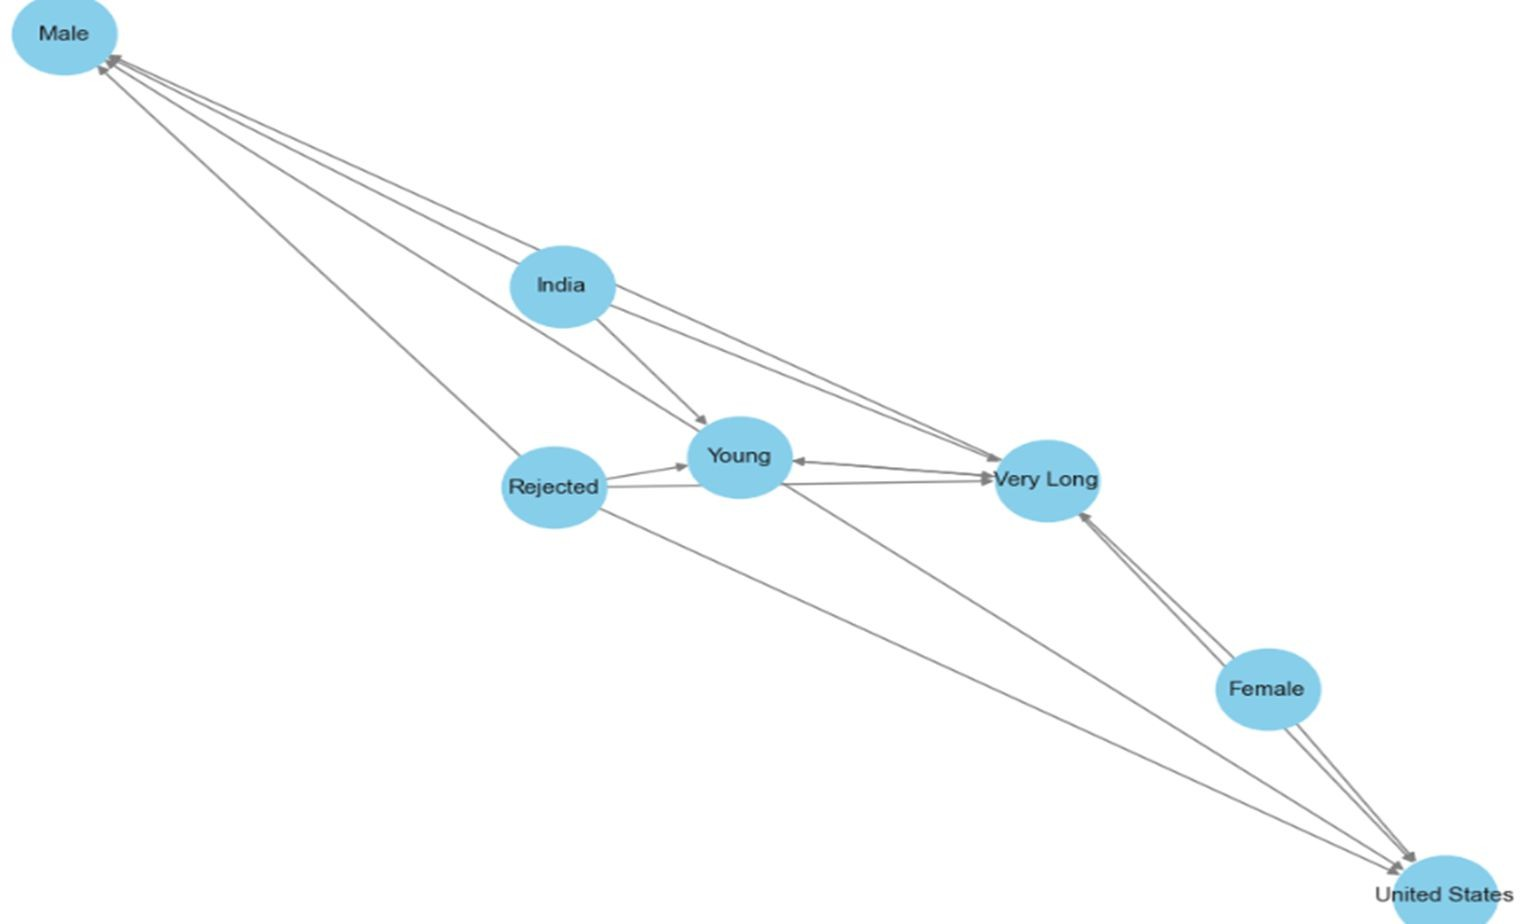 Male
India
Young
Rejected
Very Long
Female
United States